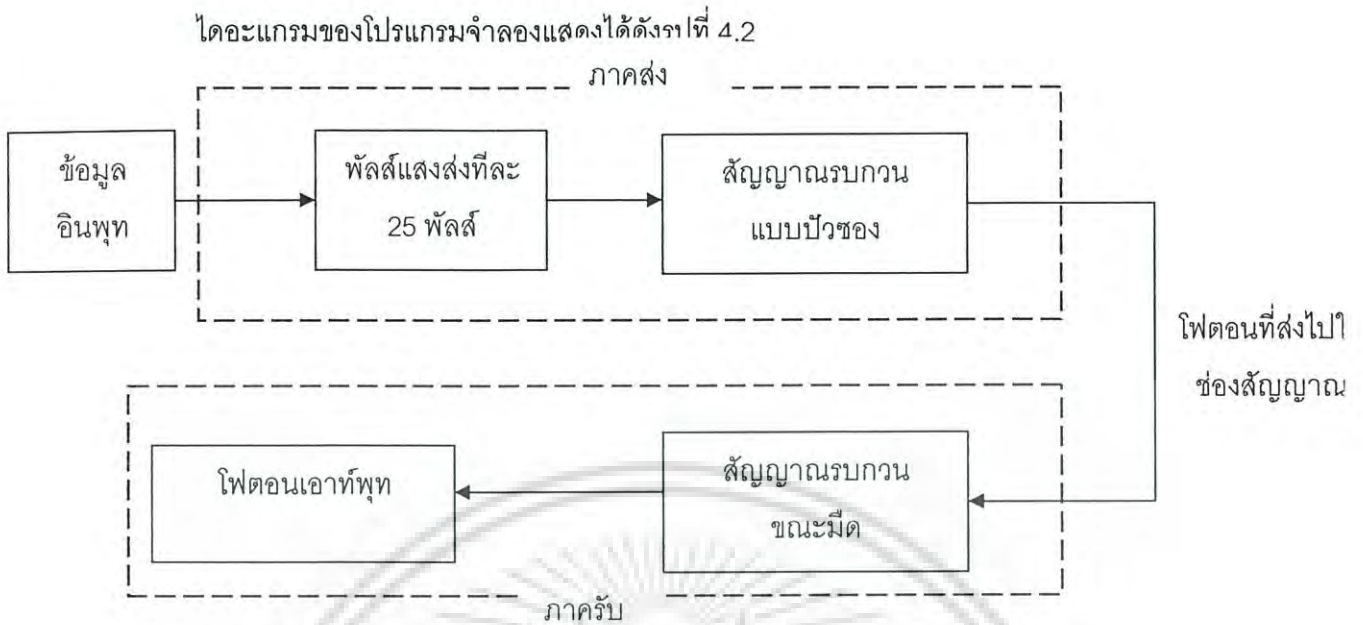 ไดอะแกรมของโปรแกรมจำลองแสดงได้ดังรูปที่ 4.2
ภาคส่ง
ข้อมูล
อินพุท
พัลส์แสงส่งทีละ
25 พัลส์
สัญญาณรบกวน
แบบปัวซอง
โฟตอนที่ส่งไปใ
ช่องสัญญาณ
สัญญาณรบกวน
ขณะมืด
โฟตอนเอาท์พุท
ภาครับ